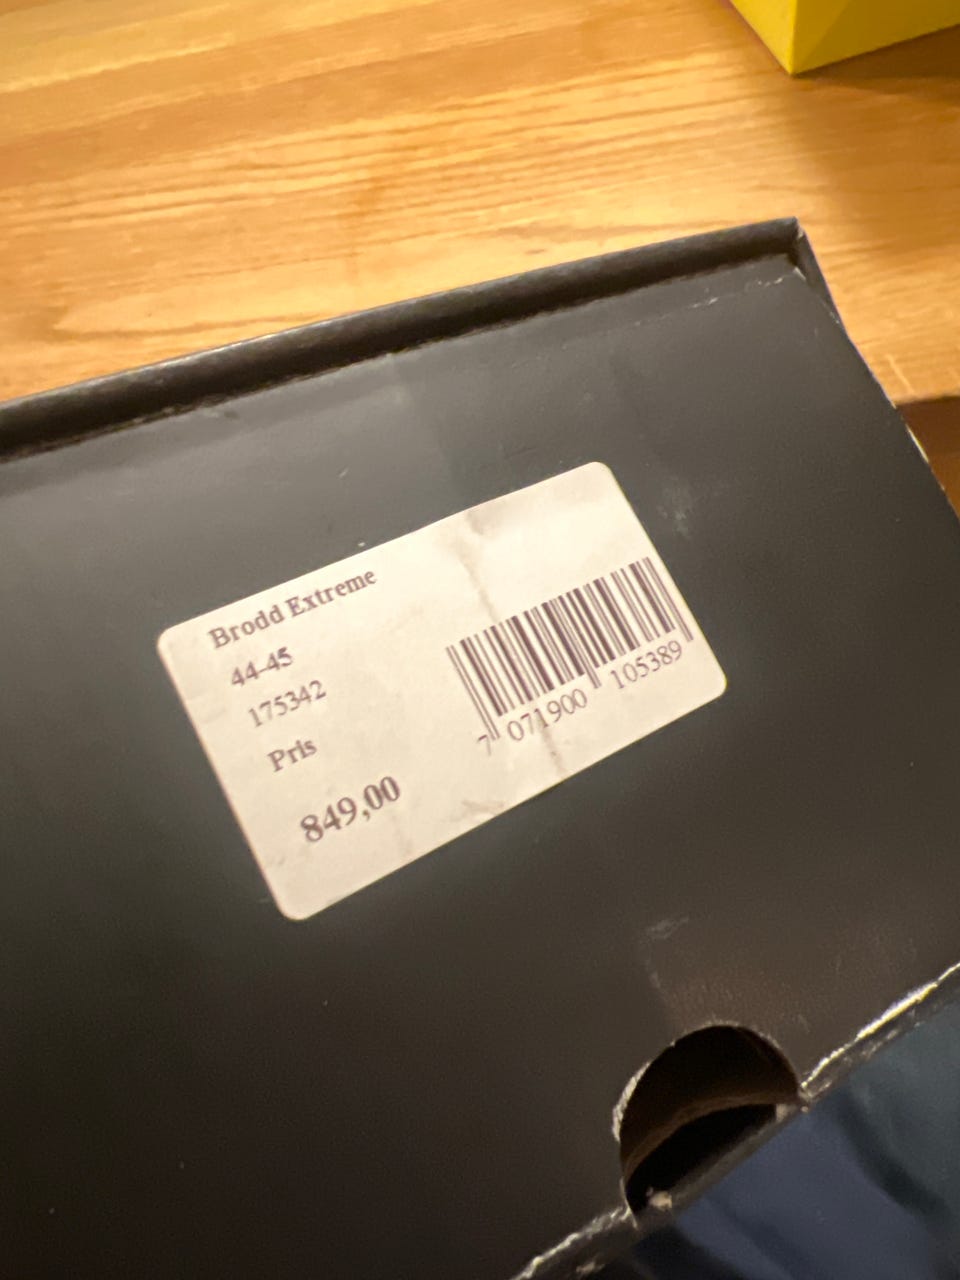 Brodd Extreme
44-45
175342
Pris
849,00
7 071900 105389